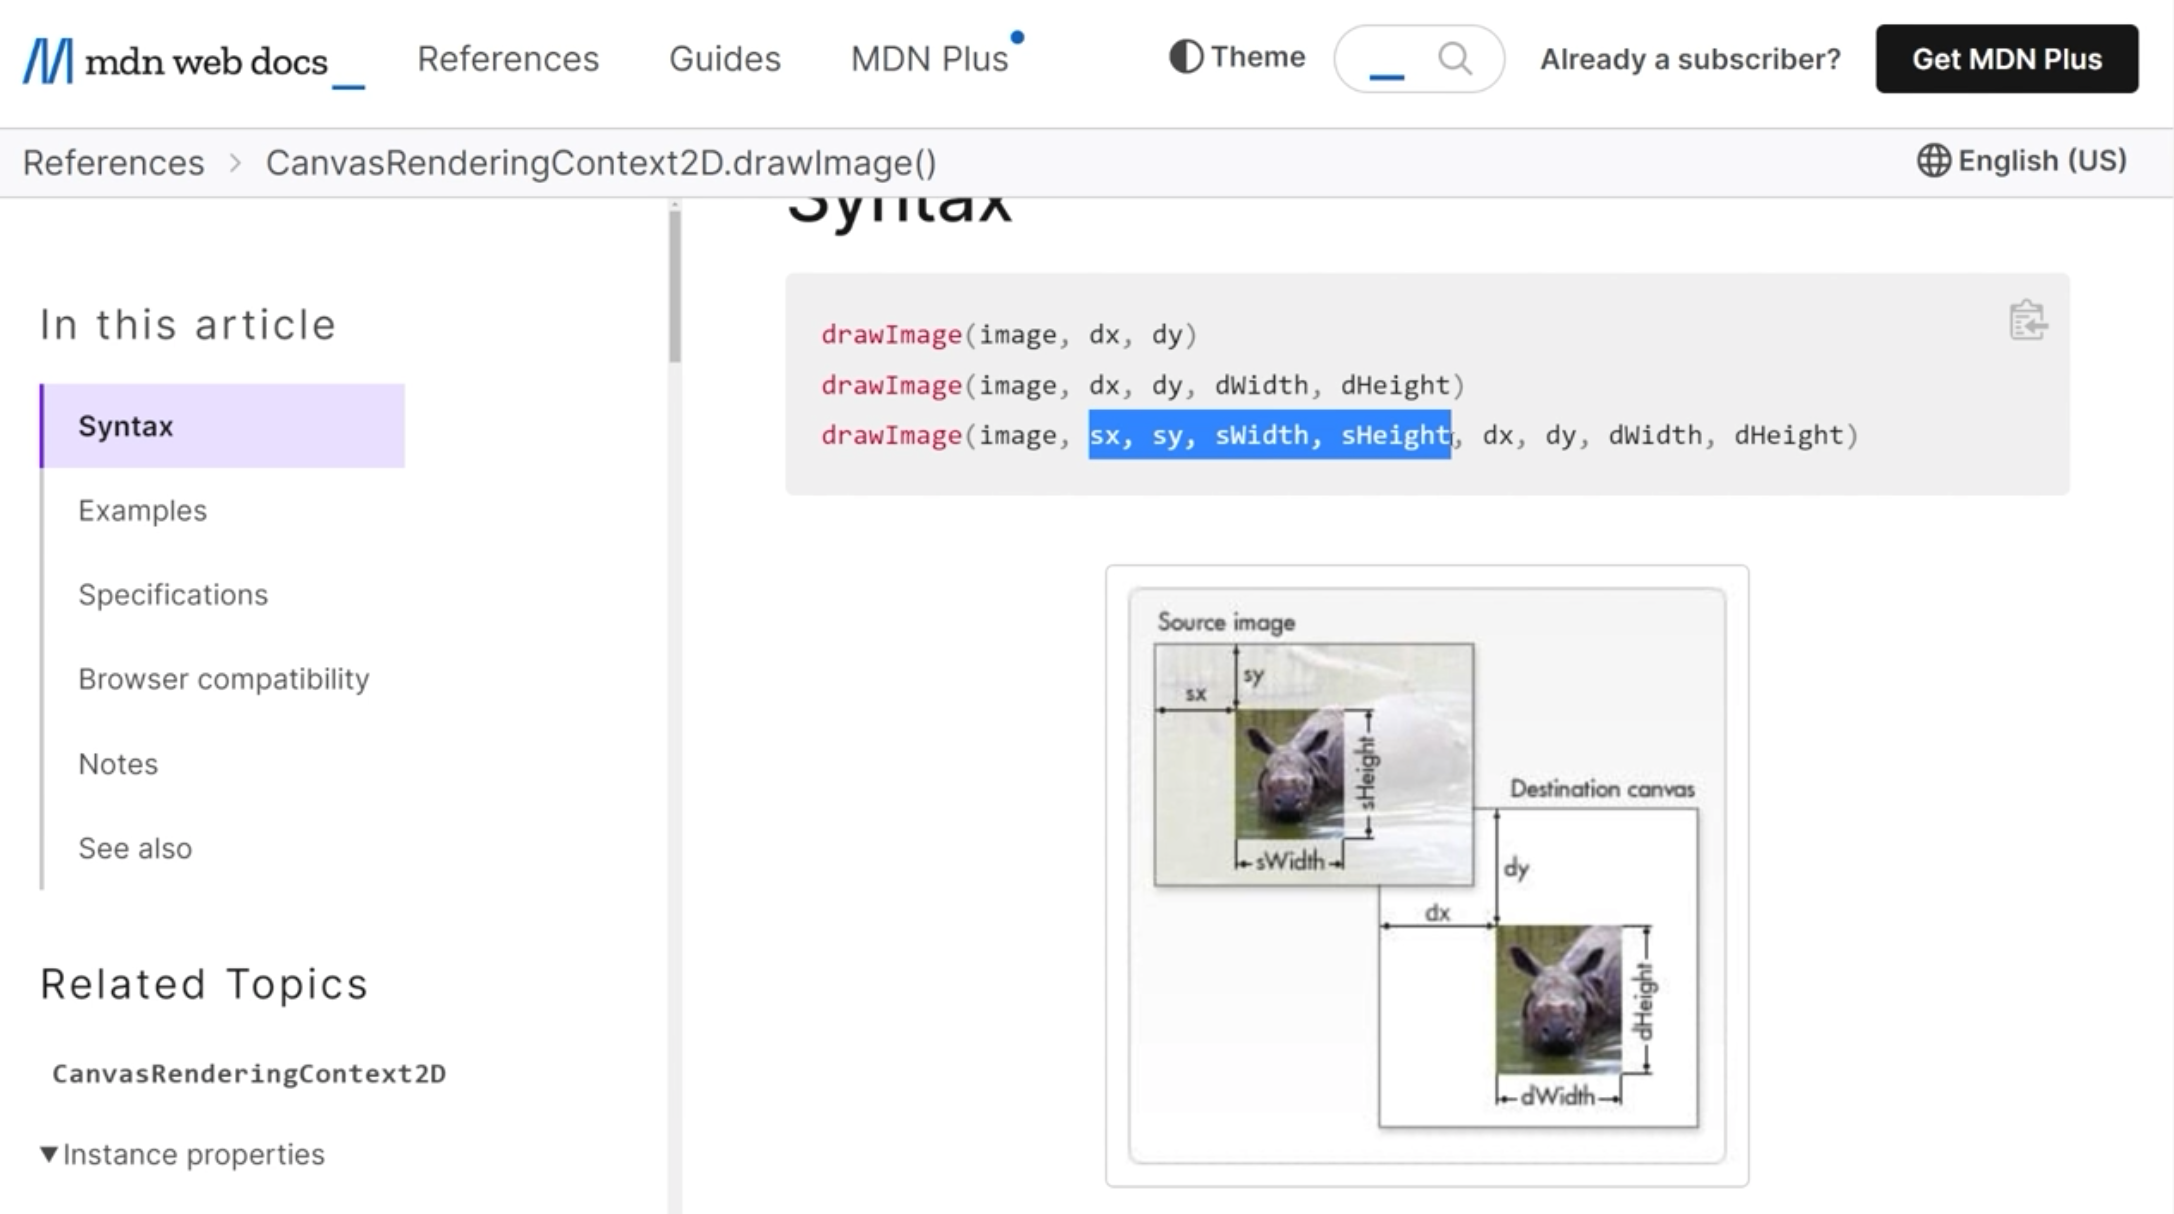 mdn web docs_
References
Guides
MDN Plus
Theme
Already a subscriber?
Get MDN Plus
References > CanvasRenderingContext2D.drawImage()
English (US)
In this article
Syntax
Examples
Specifications
Browser compatibility
Notes
See also
Related Topics
CanvasRenderingContext2D
▼Instance properties
Syntax
drawImage(image, dx, dy)
drawImage(image, dx, dy, dWidth, dHeight)
drawImage(image, sx, sy, sWidth, sHeight, dx, dy, dWidth, dHeight)
Source image
sy
sx
sHeight
sWidth
Destination canvas
dy
dx
dHeight
dWidth